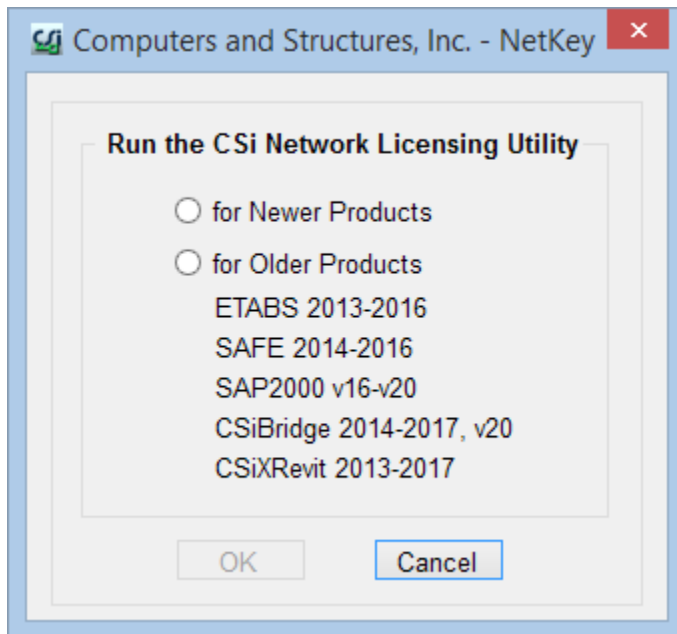 CSi Computers and Structures, Inc. - NetKey
Run the CSi Network Licensing Utility
for Newer Products
for Older Products
ETABS 2013-2016
SAFE 2014-2016
SAP2000 v16-v20
CSiBridge 2014-2017, v20
CSiXRevit 2013-2017
OK Cancel